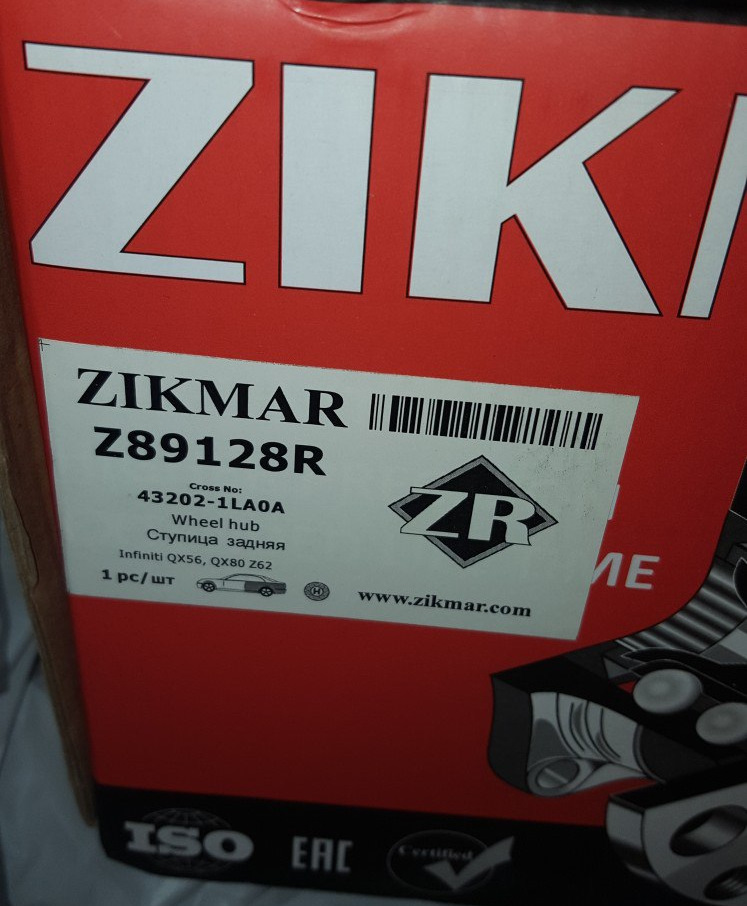 ZIK
ZIKMAR
Z89128R
Cross No:
43202-1LA0A
Wheel hub
Ступица задняя
Infiniti QX56, QX80 Z62
1 pc/шт
H
ZR
www.zikmar.com
ИЕ
ISO
EAC
Certified